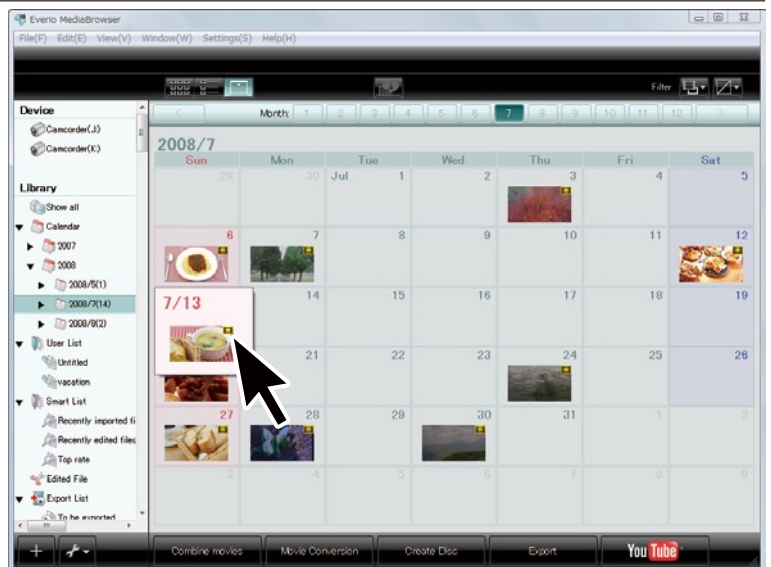 Everio MediaBrowser
File(F) Edit(E) View(V) Window(W) Settings(S) Help(H)
Filter
Device
Camcorder(J:)
Camcorder(K:)
Library
Show all
Calendar
2007
2008
2008/5(1)
2008/7(14)
2008/9(2)
User List
Untitled
vacation
Smart List
Recently imported fi
Recently edited files
Top rate
Edited File
Export List
To be exported
Month: 1 2 3 4 5 6 7 8 9 10 11 12
2008/7
Sun Mon Tue Wed Thu Fri Sat
29 30 Jul 1 2 3 4 5
6 7 8 9 10 11 12
7/13 14 15 16 17 18 19
21 22 23 24 25 26
27 28 29 30 31 1 2
3 4 5 6 7 8 9
Combine movies Movie Conversion Create Disc Export YouTube